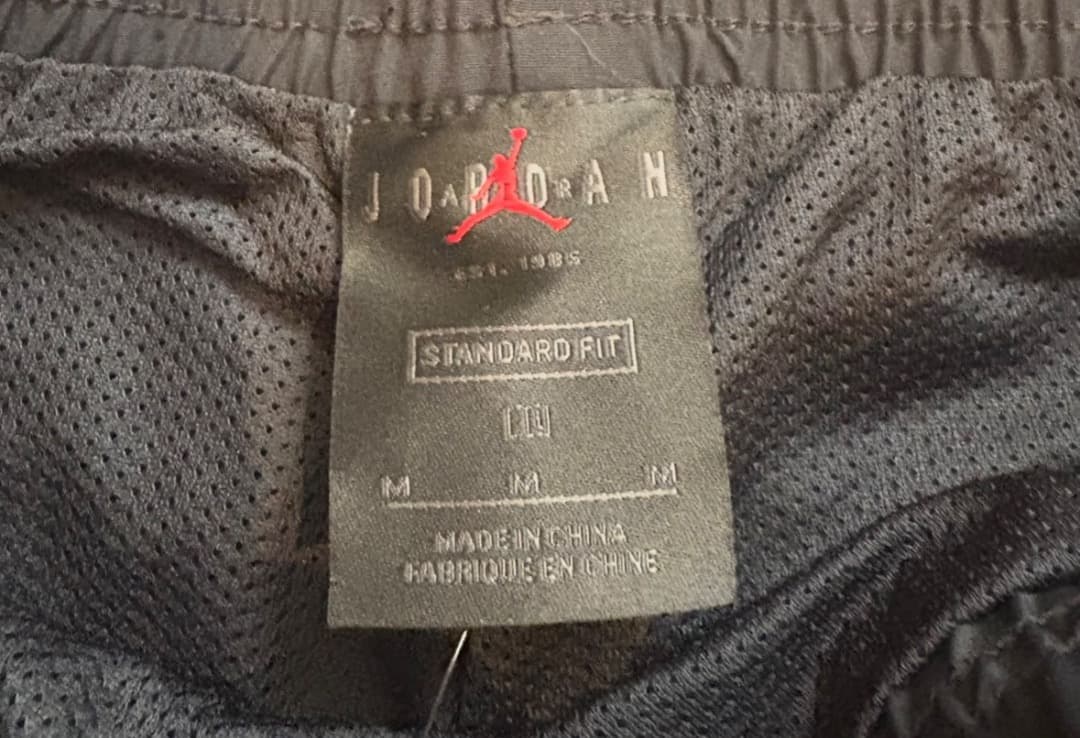 JORDAN
EST. 1985
STANDARD FIT
M M M
MADE IN CHINA
FABRIQUE EN CHINE